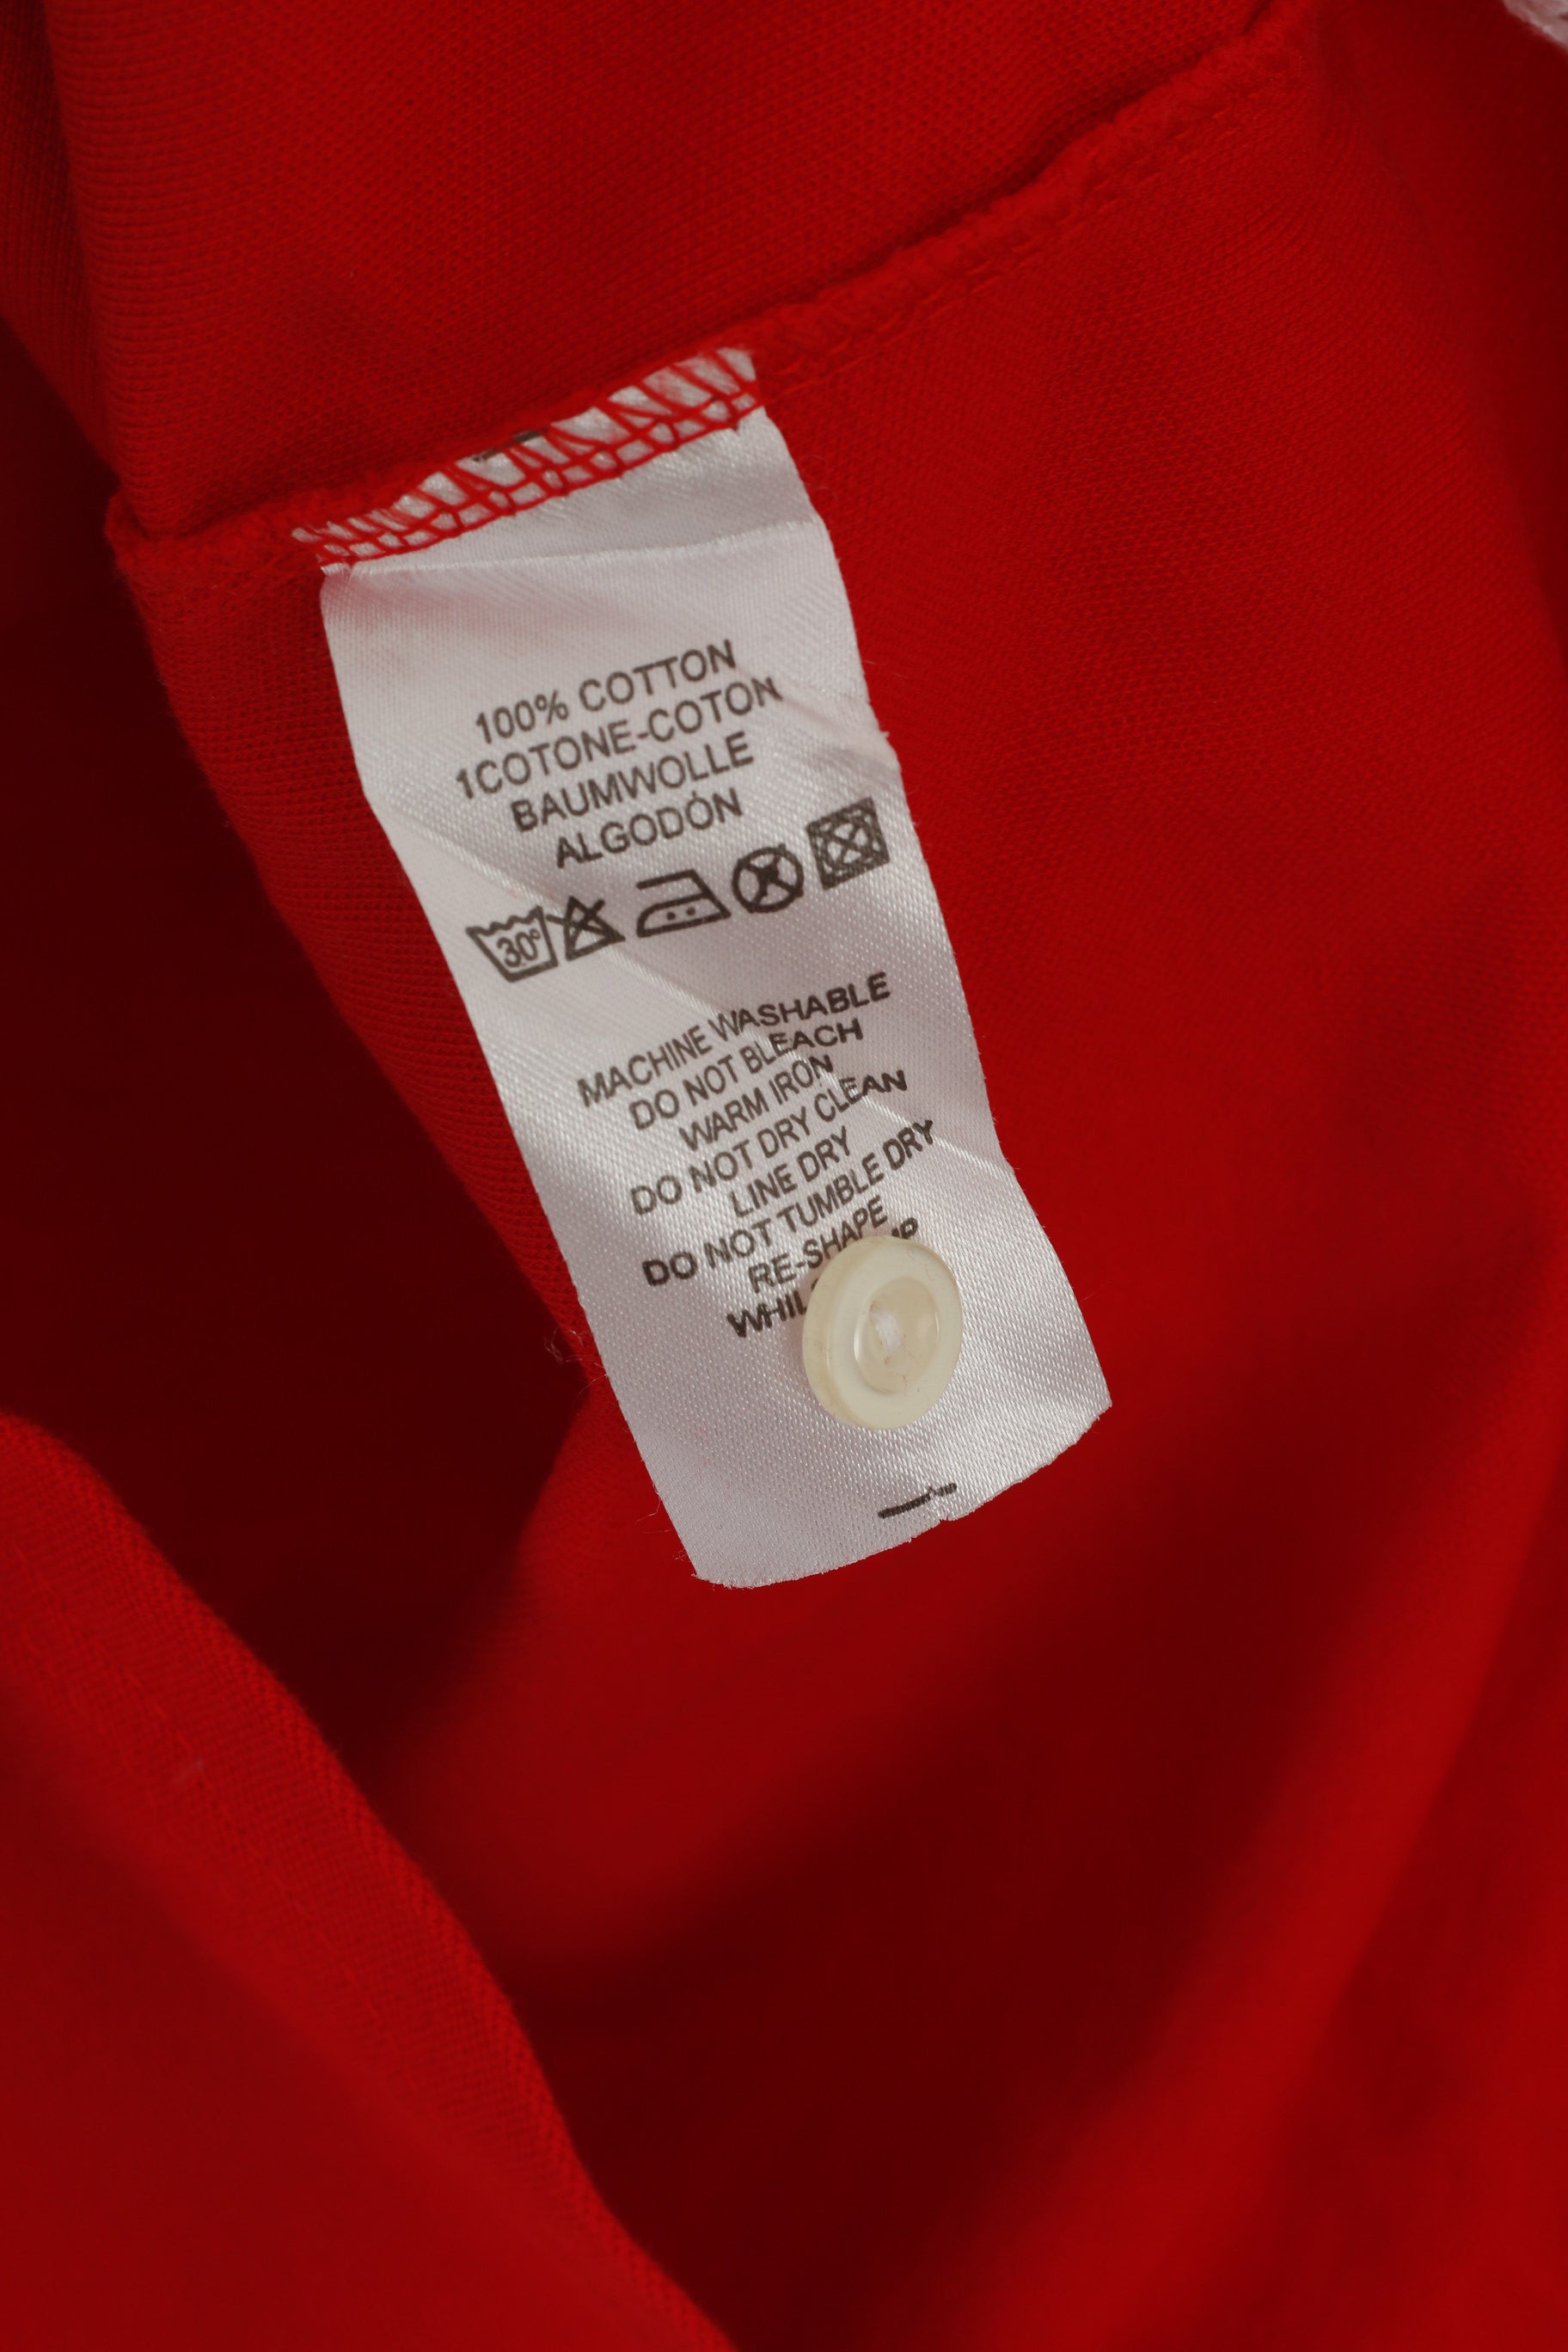 100% COTTON
1COTONE-COTON
BAUMWOLLE
ALGODÓN
30°
MACHINE WASHABLE
DO NOT BLEACH
WARM IRON
DO NOT DRY CLEAN
LINE DRY
DO NOT TUMBLE DRY
RE-SHAPE